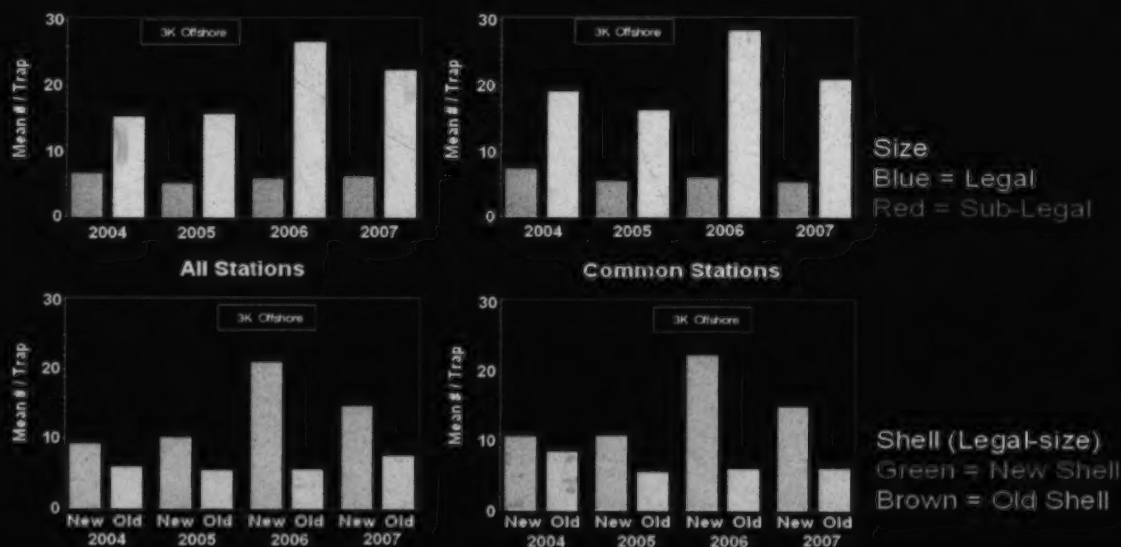 30
20
10
0
Mean # / Trap
3K Offshore
2004 2005 2006 2007
All Stations
30
20
10
0
Mean # / Trap
3K Offshore
2004 2005 2006 2007
Common Stations
Size
Blue = Legal
Red = Sub-Legal
30
20
10
0
Mean # / Trap
3K Offshore
New Old New Old New Old New Old
2004 2005 2006 2007
30
20
10
0
Mean # / Trap
3K Offshore
New Old New Old New Old New Old
2004 2005 2006 2007
Shell (Legal-size)
Green = New Shell
Brown = Old Shell